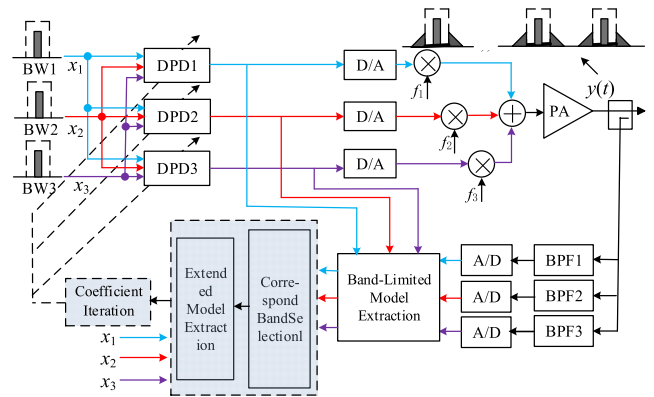 BW1
x1
DPD1
D/A
f1
y(t)
BW2
x2
DPD2
D/A
f2
PA
BW3
x3
DPD3
D/A
f3
Coefficient
Iteration
Extend
ed
Model
Extract
ion
Corre-
spond
BandSe
lectionl
Band-Limited
Model
Extraction
A/D
BPF1
A/D
BPF2
A/D
BPF3
x1
x2
x3